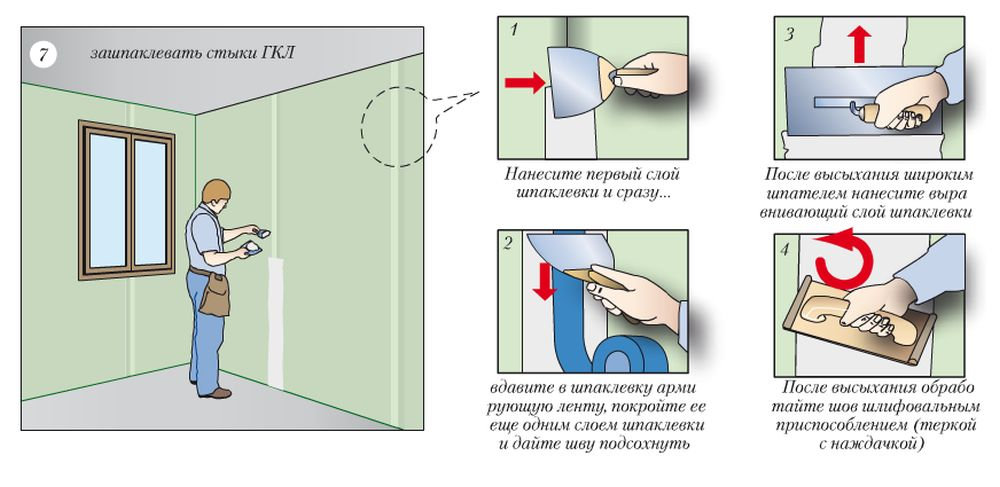 7
зашпаклевать стыки ГКЛ
1
Нанесите первый слой
шпаклевки и сразу...
2
вдавите в шпаклевку арми
рующую ленту, покройте ее
еще одним слоем шпаклевки
и дайте шву подсохнуть
3
После высыхания широким
шпателем нанесите выра
внивающий слой шпаклевки
4
После высыхания обрабо
тайте шов шлифовальным
приспособлением (теркой
с наждачкой)